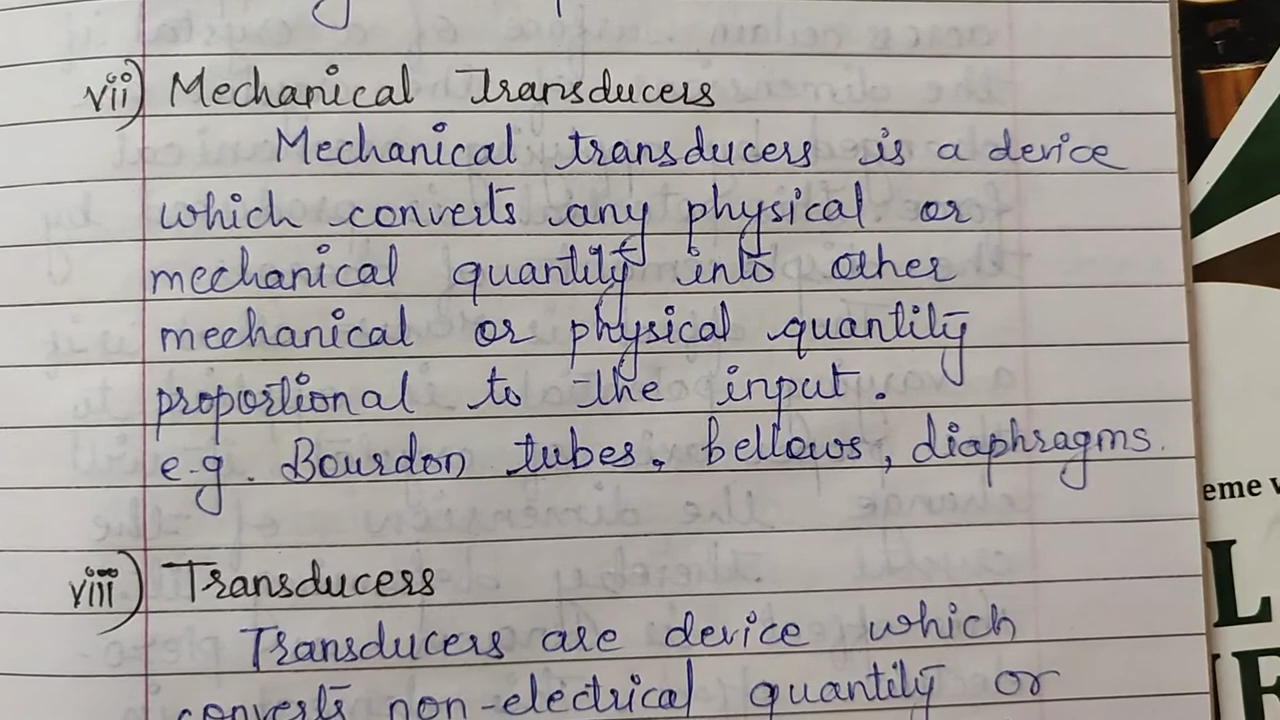 vii) Mechanical Transducers
Mechanical transducers is a device
which converts any physical or
mechanical quantity into other
mechanical or physical quantity
proportional to the input.
e.g. Bourdon tubes, bellows, diaphragms.
viii) Transducers
Transducers are device which
converts non-electrical quantity or
eme
L